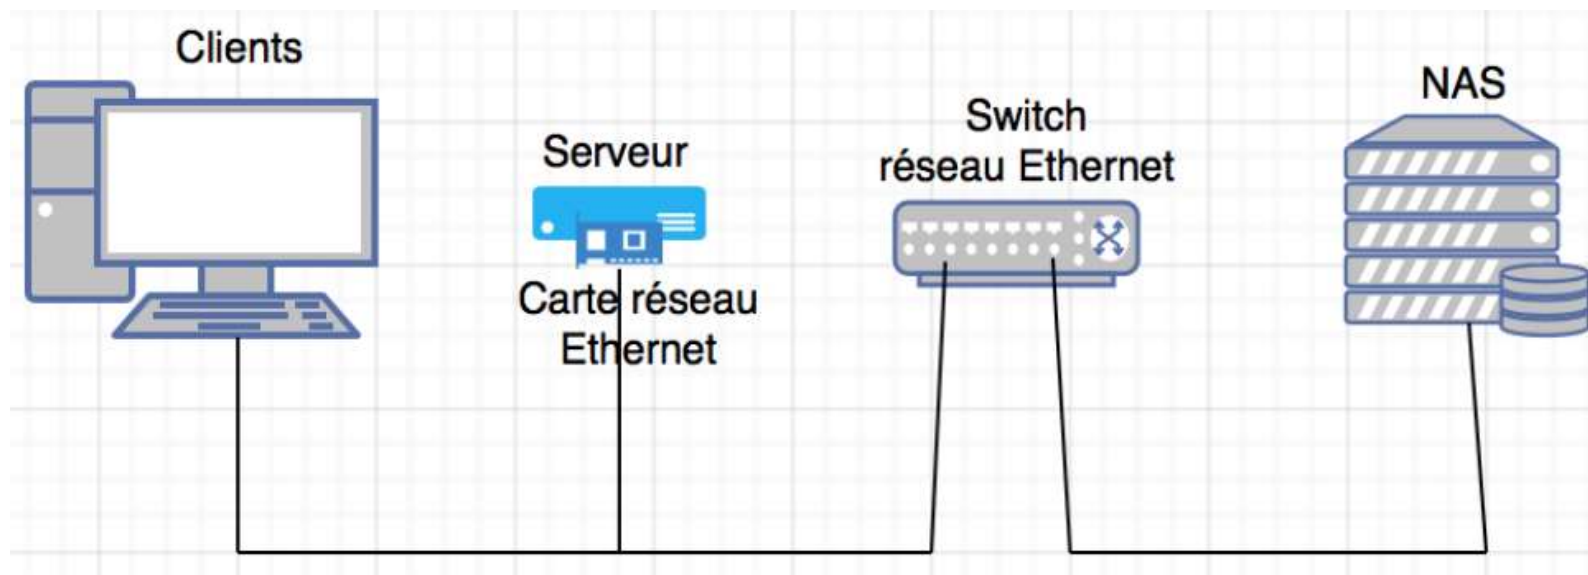 Clients
Serveur
Carte réseau
Ethernet
Switch
réseau Ethernet
NAS